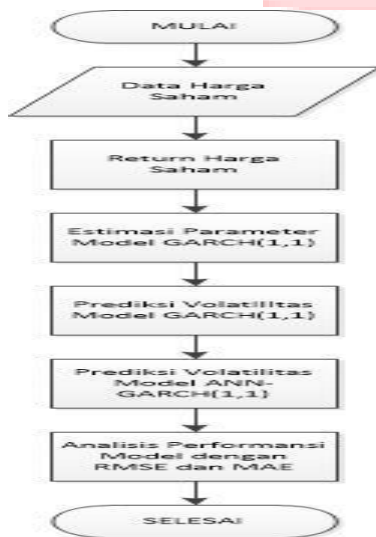 MULAI
Data Harga
Saham
Return Harga
Saham
Estimasi Parameter
Model GARCH(1,1)
Prediksi Volatilitas
Model GARCH(1,1)
Prediksi Volatilitas
Model ANN-
GARCH(1,1)
Analisis Performansi
Model dengan
RMSE dan MAE
SELESAI